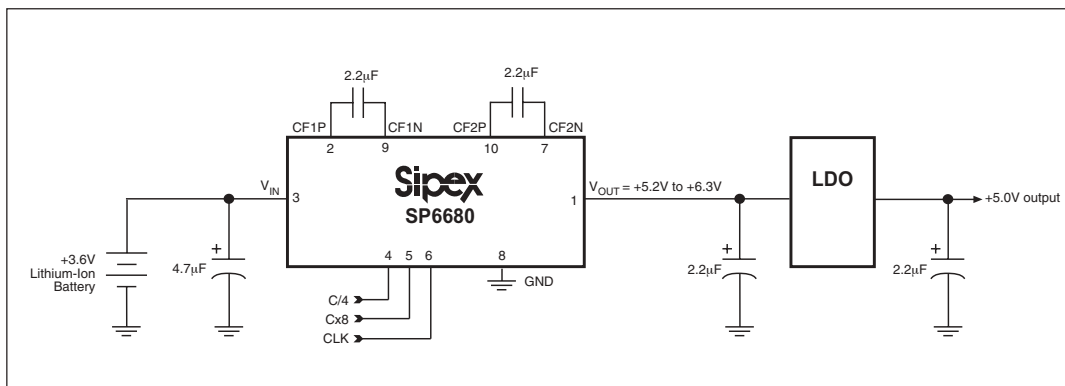 2.2μF
2.2μF
CF1P
CF1N
CF2P
CF2N
2
9
10
7
VIN
3
Sipex
SP6680
1
VOUT = +5.2V to +6.3V
LDO
+5.0V output
+3.6V
Lithium-Ion
Battery
+
4.7μF
4
5
6
8
GND
C/4
Cx8
CLK
+
2.2μF
+
2.2μF